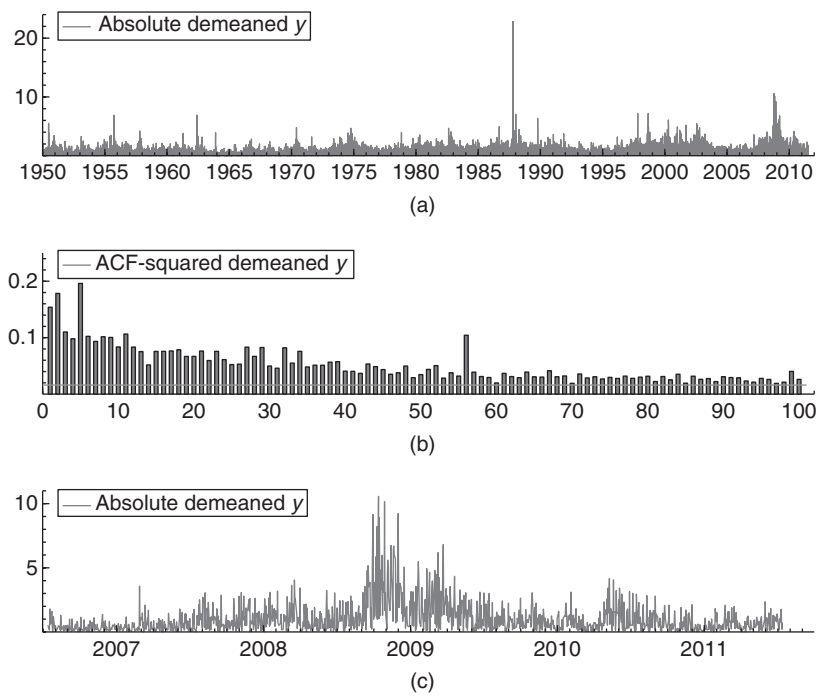 Absolute demeaned y
20
10
1950 1955 1960 1965 1970 1975 1980 1985 1990 1995 2000 2005 2010
(a)
ACF-squared demeaned y
0.2
0.1
0 10 20 30 40 50 60 70 80 90 100
(b)
Absolute demeaned y
10
5
2007 2008 2009 2010 2011
(c)